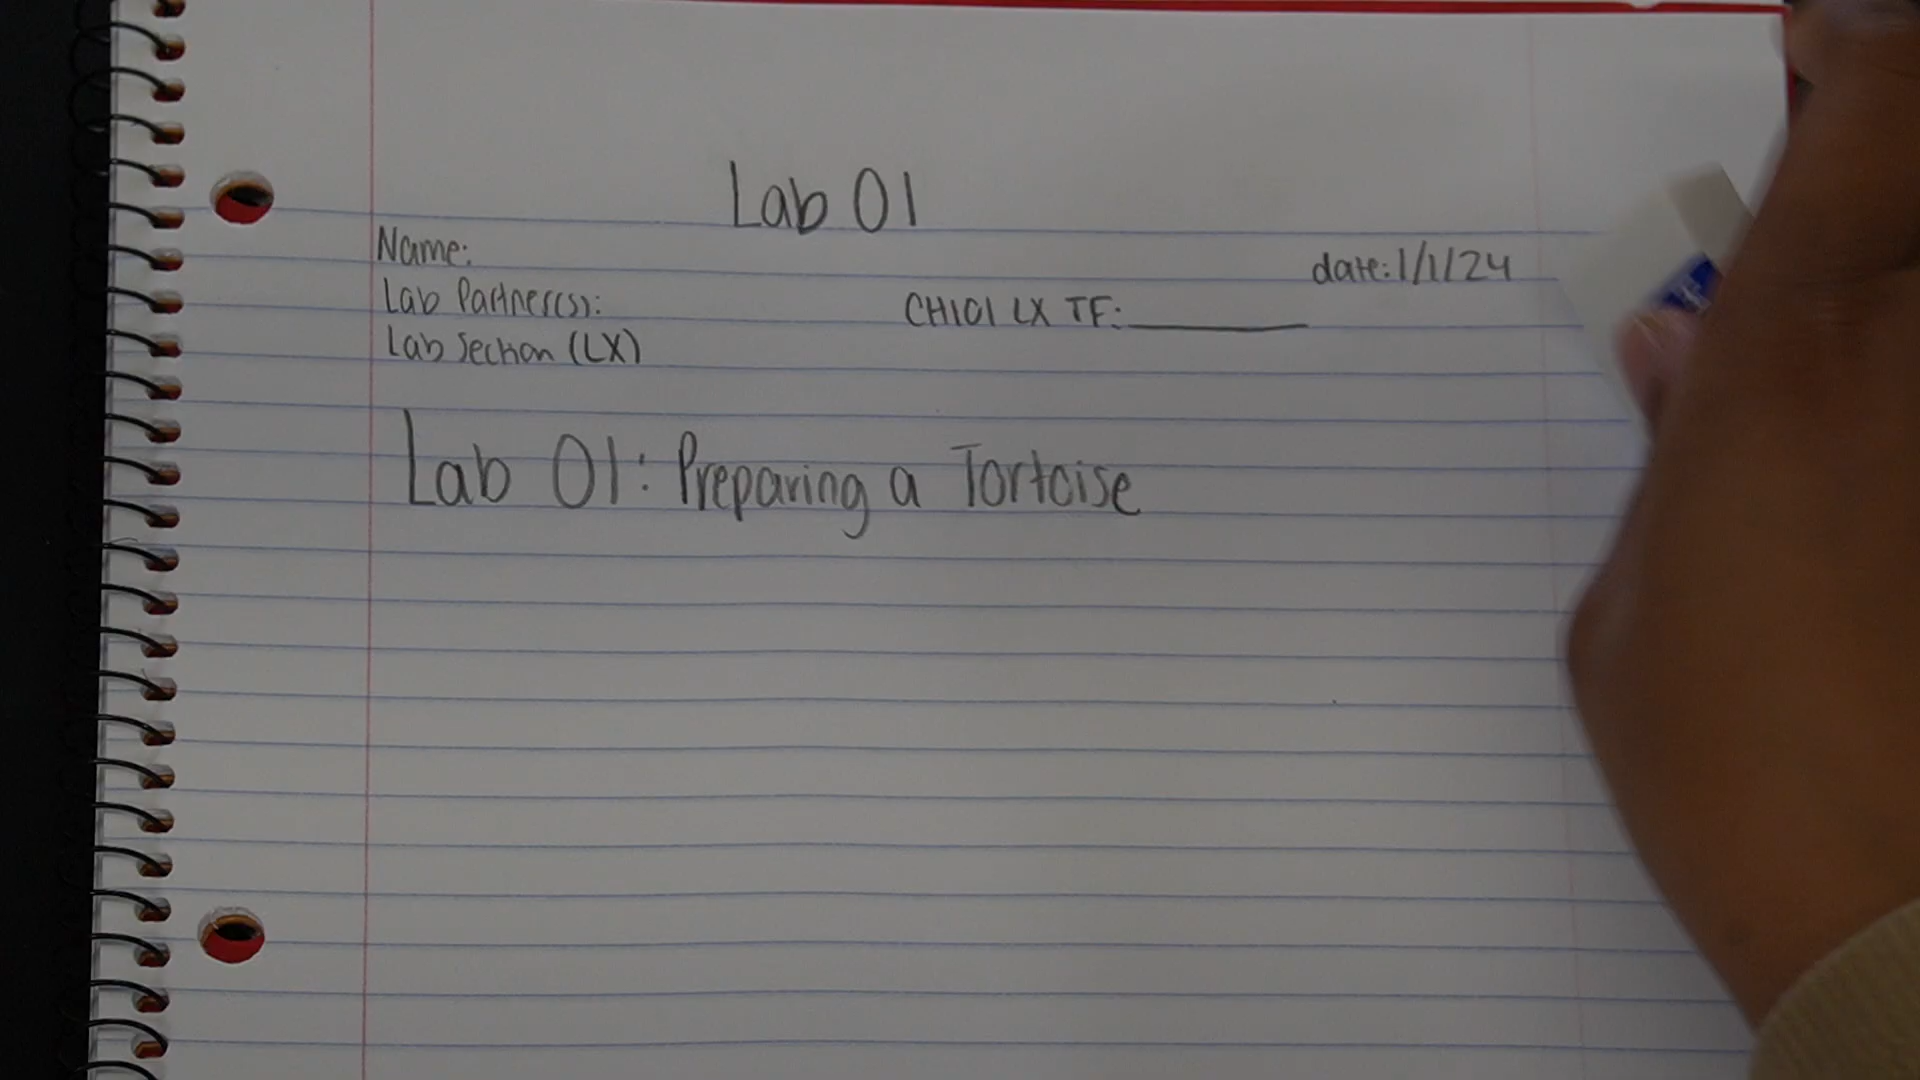 Lab 01
Name:
date: 1/1/24
Lab Partner(s):
CH101 LX TF:
Lab Section (LX)
Lab 01: Preparing a Tortoise